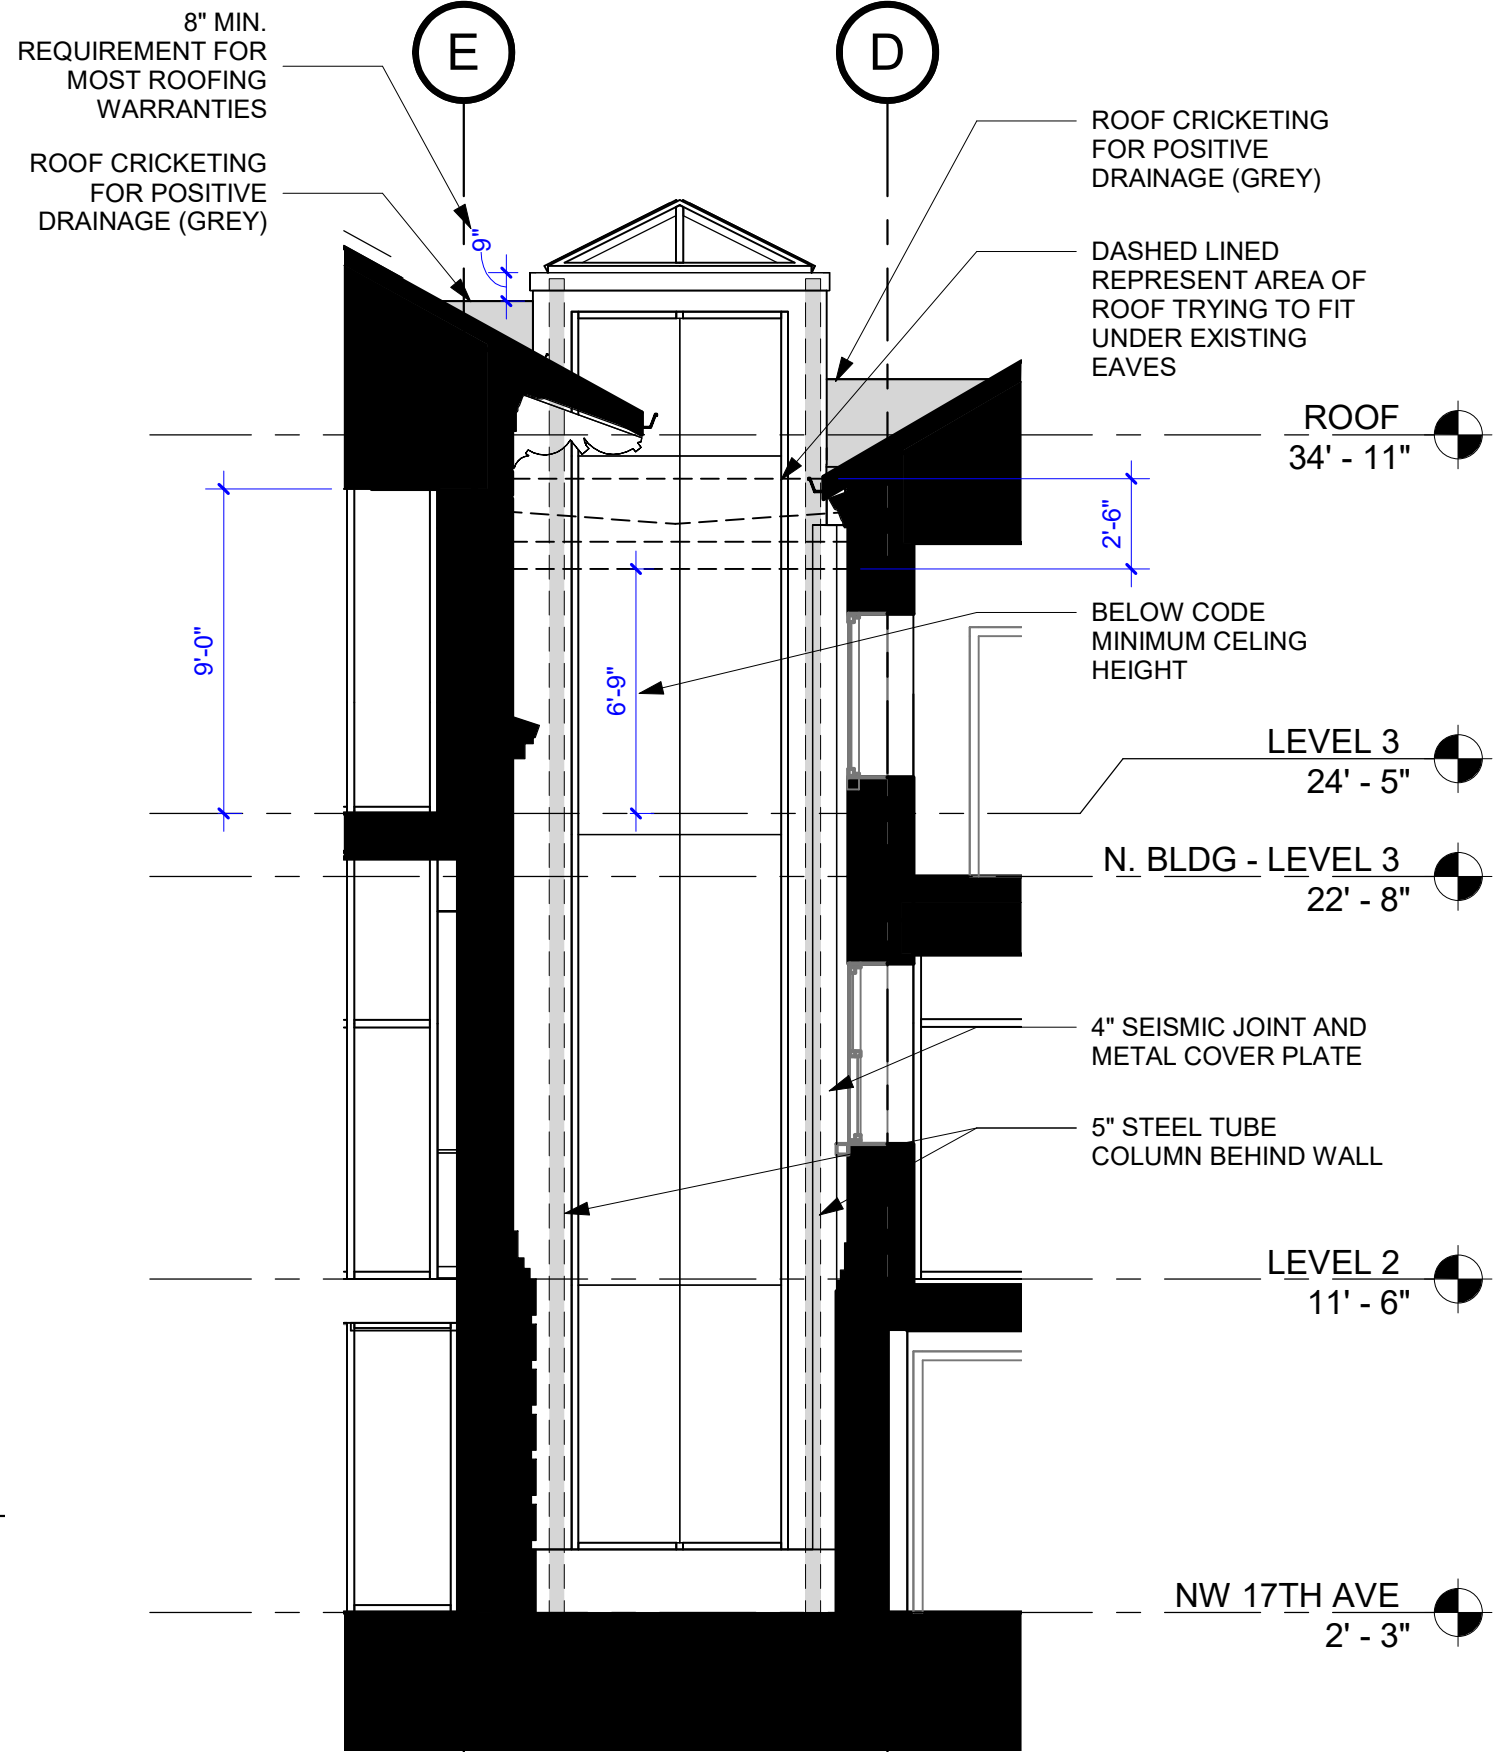 8" MIN.
REQUIREMENT FOR
MOST ROOFING
WARRANTIES
E
D
ROOF CRICKETING
FOR POSITIVE
DRAINAGE (GREY)
ROOF CRICKETING
FOR POSITIVE
DRAINAGE (GREY)
9"
DASHED LINED
REPRESENT AREA OF
ROOF TRYING TO FIT
UNDER EXISTING
EAVES
ROOF
34' - 11"
2'-6"
9'-0"
6'-9"
BELOW CODE
MINIMUM CELING
HEIGHT
LEVEL 3
24' - 5"
N. BLDG - LEVEL 3
22' - 8"
4" SEISMIC JOINT AND
METAL COVER PLATE
5" STEEL TUBE
COLUMN BEHIND WALL
LEVEL 2
11' - 6"
NW 17TH AVE
2' - 3"